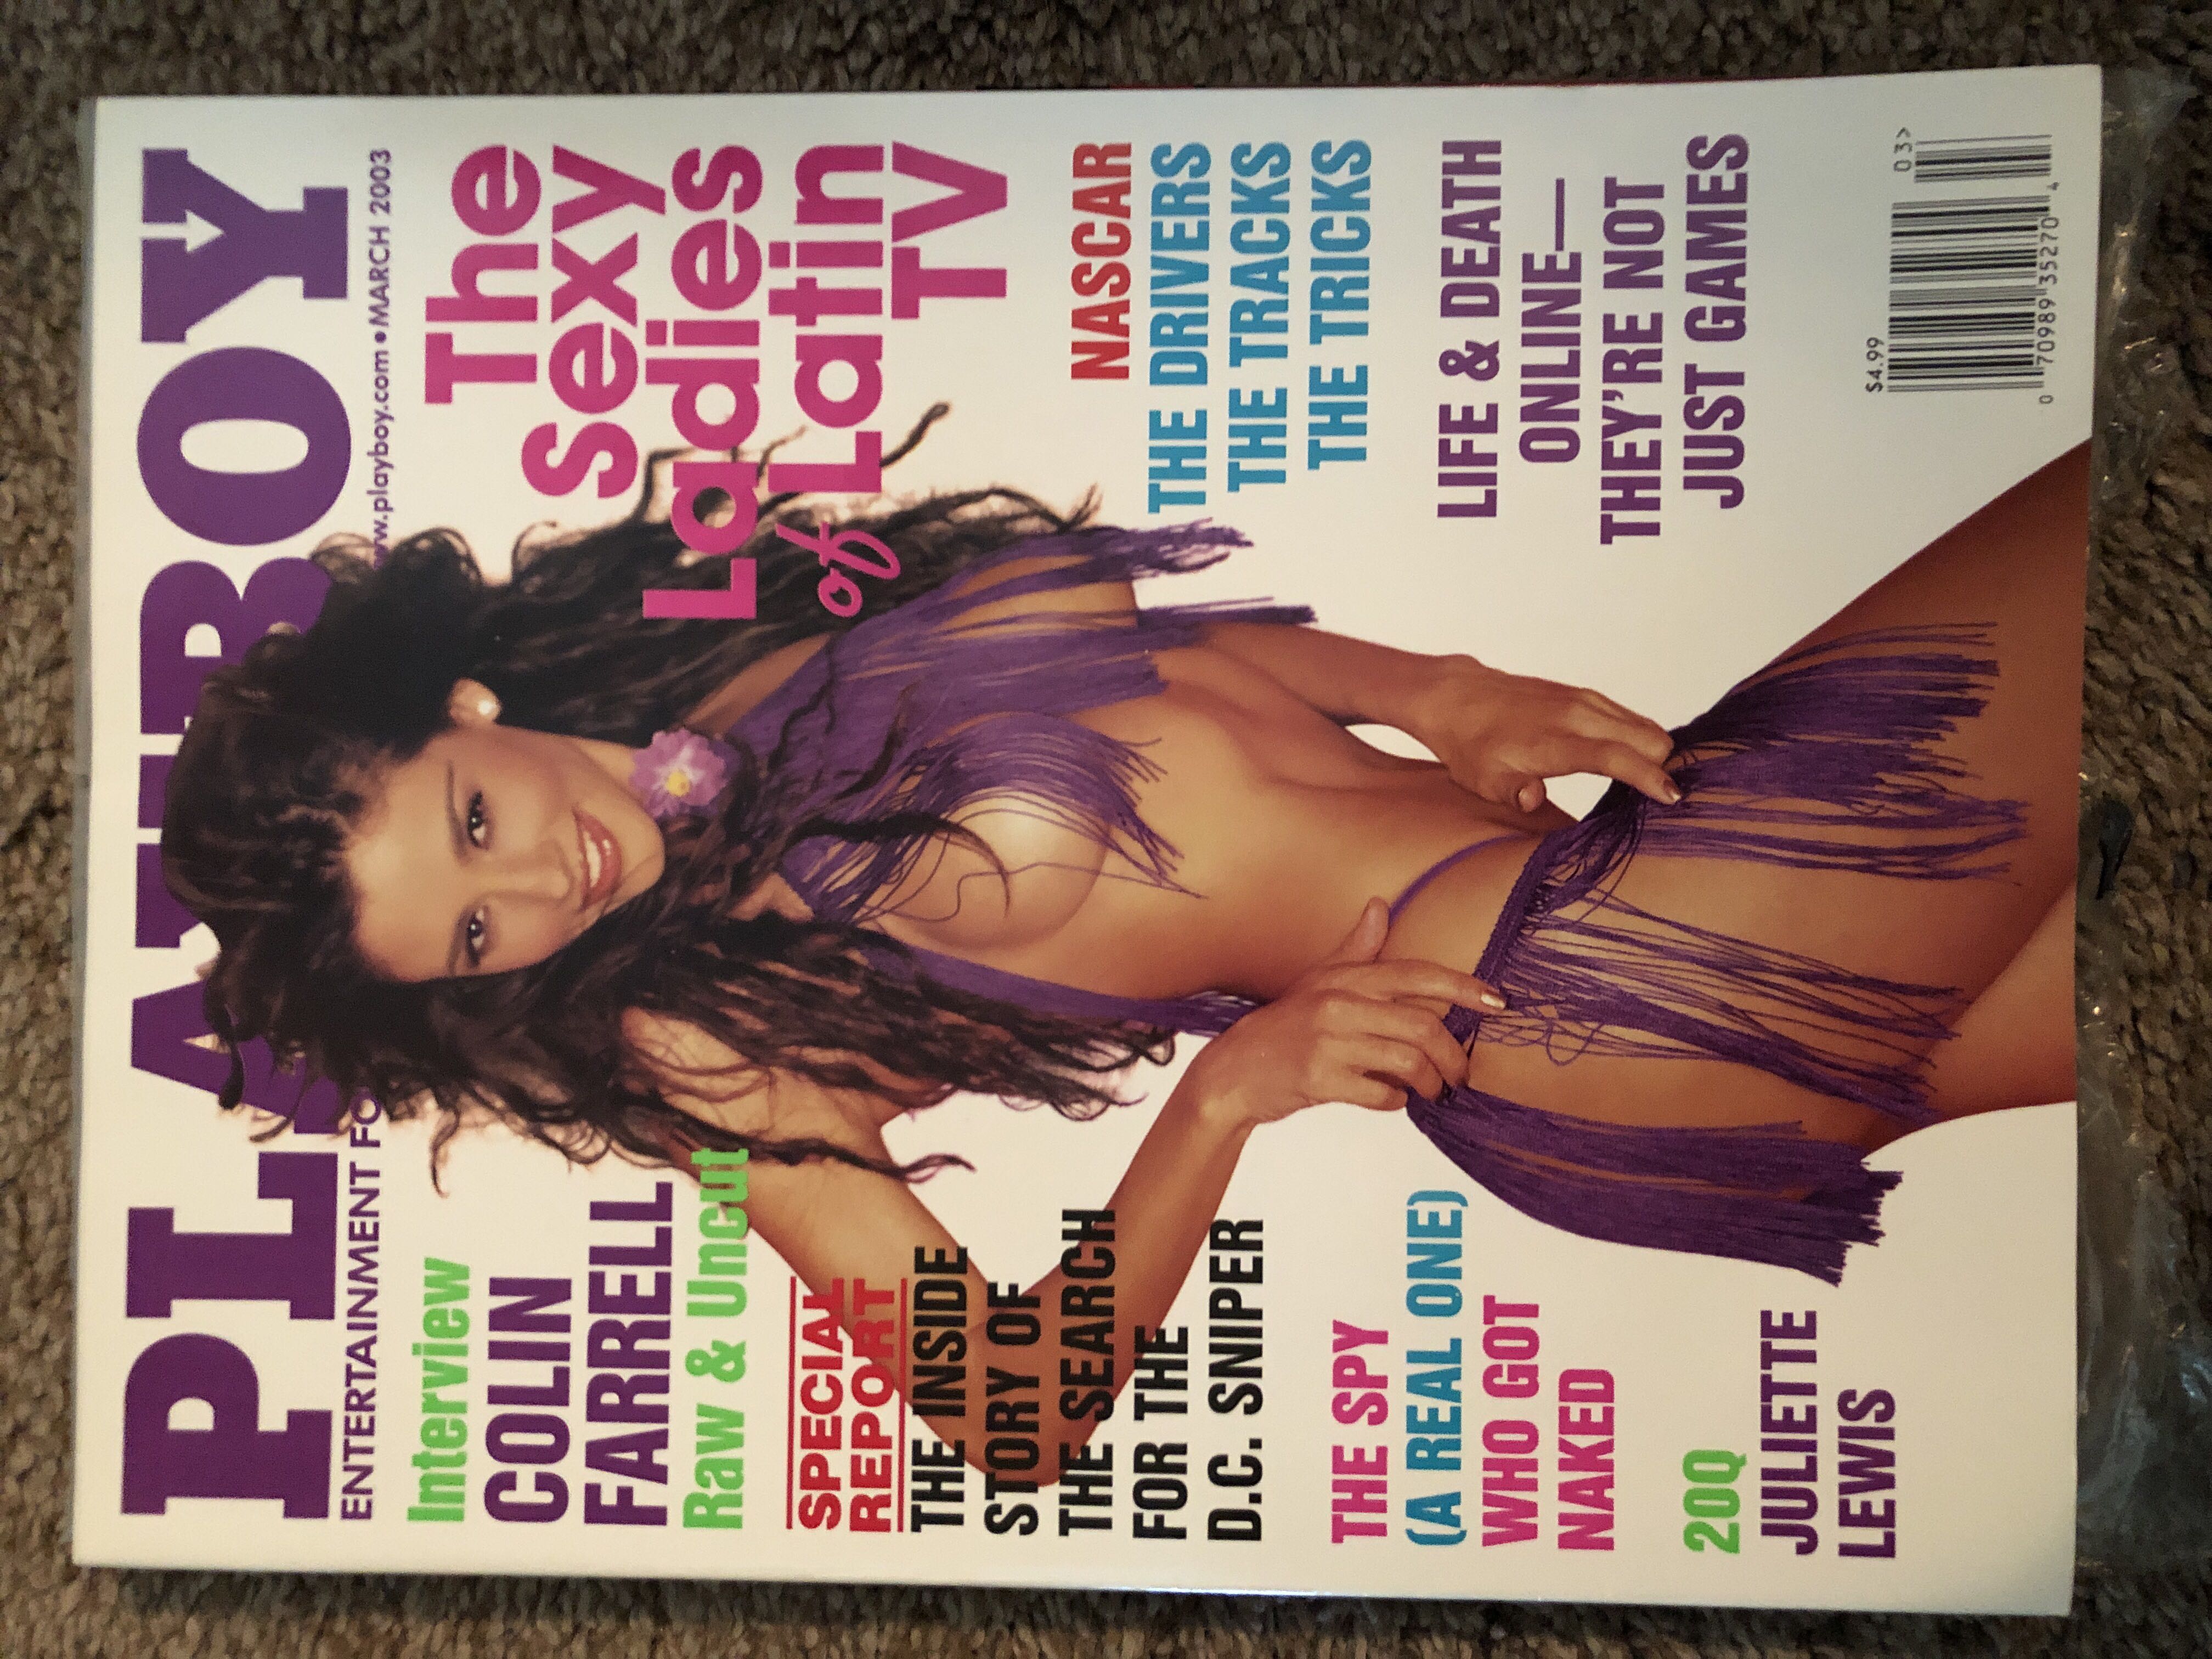 PLAYBOY
ENTERTAINMENT FO
ww.playboy.com • MARCH 2003
Interview
COLIN
FARRELL
Raw & Uncut
SPECIAL
REPORT
THE INSIDE
STORY OF
THE SEARCH
FOR THE
D.C. SNIPER
THE SPY
(A REAL ONE)
WHO GOT
NAKED
20Q
JULIETTE
LEWIS
The
Sexy
Ladies
of Latin
TV
NASCAR
THE DRIVERS
THE TRACKS
THE TRICKS
LIFE & DEATH
ONLINE—
THEY'RE NOT
JUST GAMES
$4.99
03>
0 70989 35270 4